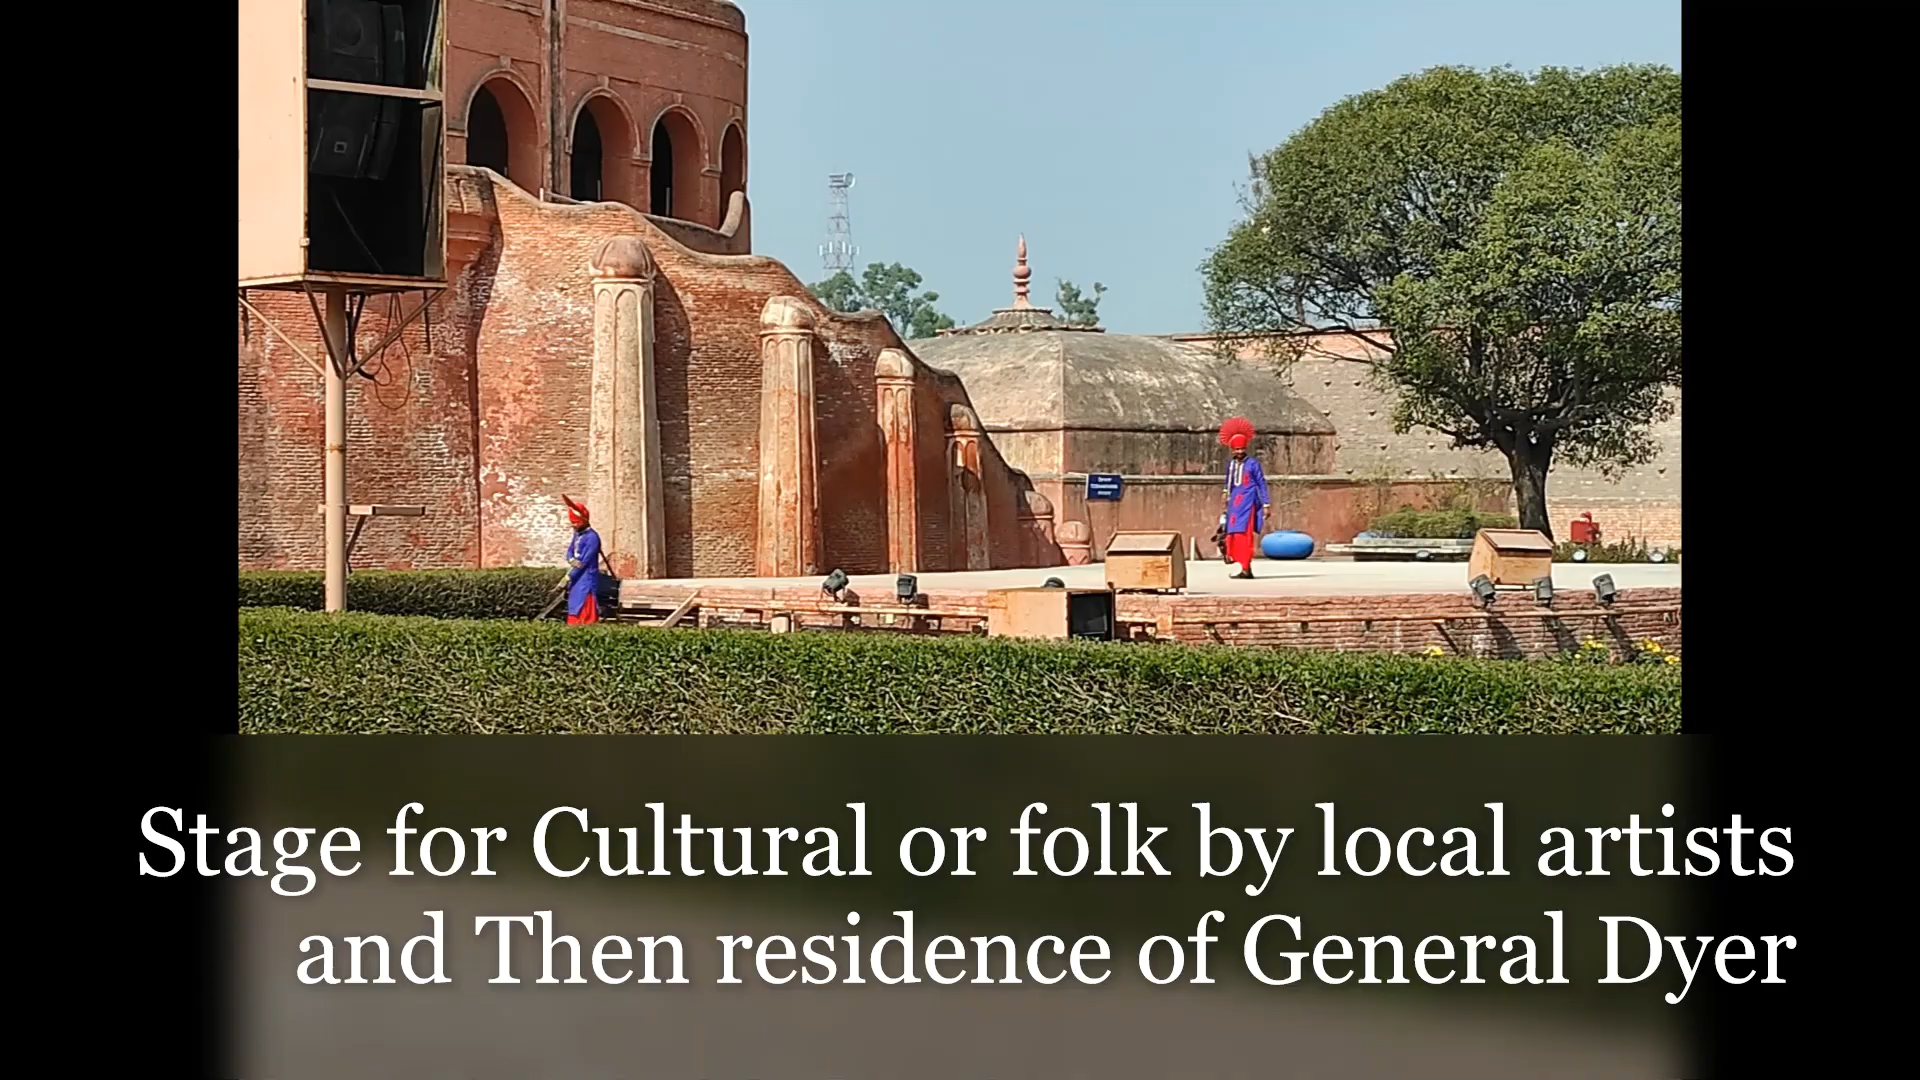 Stage for Cultural or folk by local artists
and Then residence of General Dyer